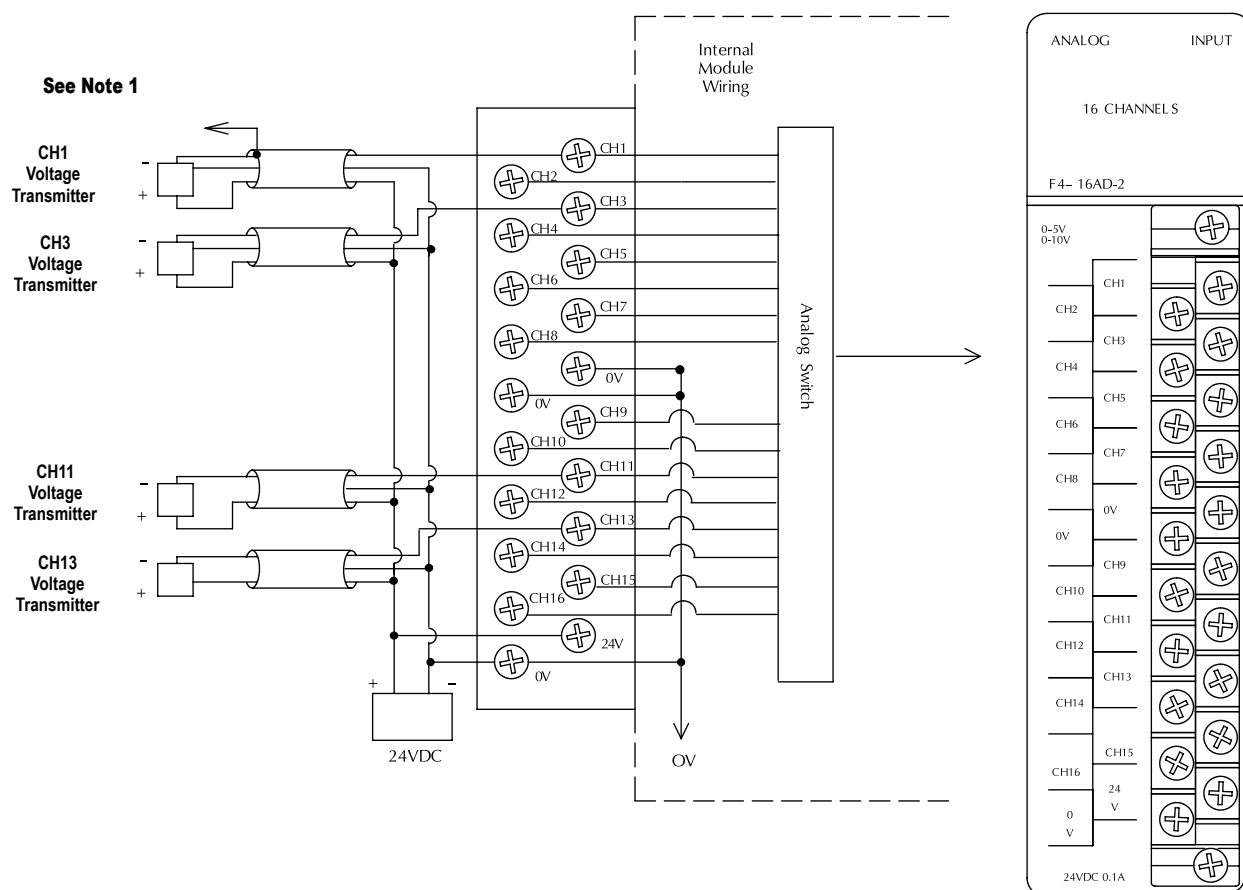 See Note 1
CH1
Voltage
Transmitter
-
+
CH3
Voltage
Transmitter
-
+
CH11
Voltage
Transmitter
-
+
CH13
Voltage
Transmitter
-
+
+
-
24VDC
Internal
Module
Wiring
CH1
CH2
CH3
CH4
CH5
CH6
CH7
CH8
0V
0V
CH9
CH10
CH11
CH12
CH13
CH14
CH15
CH16
24V
0V
Analog Switch
OV
ANALOG INPUT
16 CHANNELS
F4-16AD-2
0-5V
0-10V
CH1
CH2
CH3
CH4
CH5
CH6
CH7
CH8
0V
0V
CH9
CH10
CH11
CH12
CH13
CH14
CH15
CH16
24
V
0
V
24VDC 0.1A